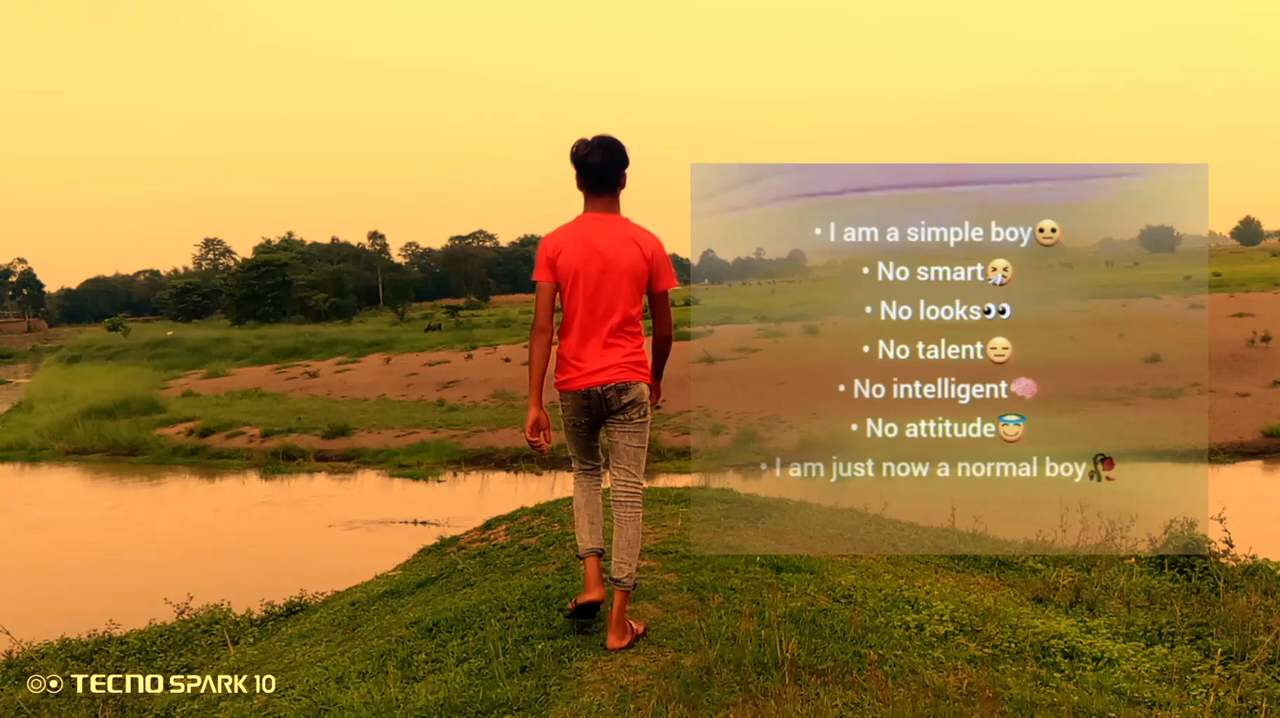 • I am a simple boy😐
• No smart🤧
• No looks👀
• No talent😑
• No intelligent🧠
• No attitude😇
• I am just now a normal boy🥀
TECNO SPARK 10